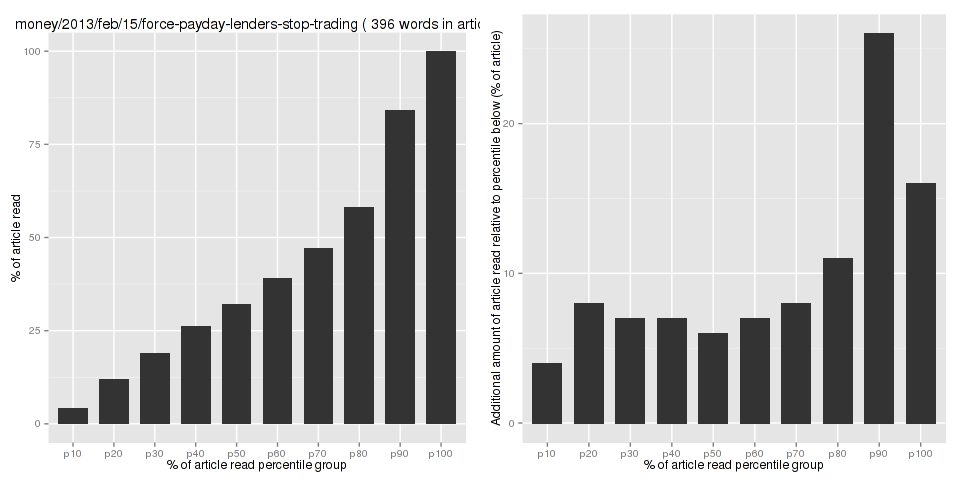 money/2013/feb/15/force-payday-lenders-stop-trading ( 396 words in artic
% of article read
100
75
50
25
0
p10 p20 p30 p40 p50 p60 p70 p80 p90 p100
% of article read percentile group
Additional amount of article read relative to percentile below (% of article)
20
10
0
p10 p20 p30 p40 p50 p60 p70 p80 p90 p100
% of article read percentile group